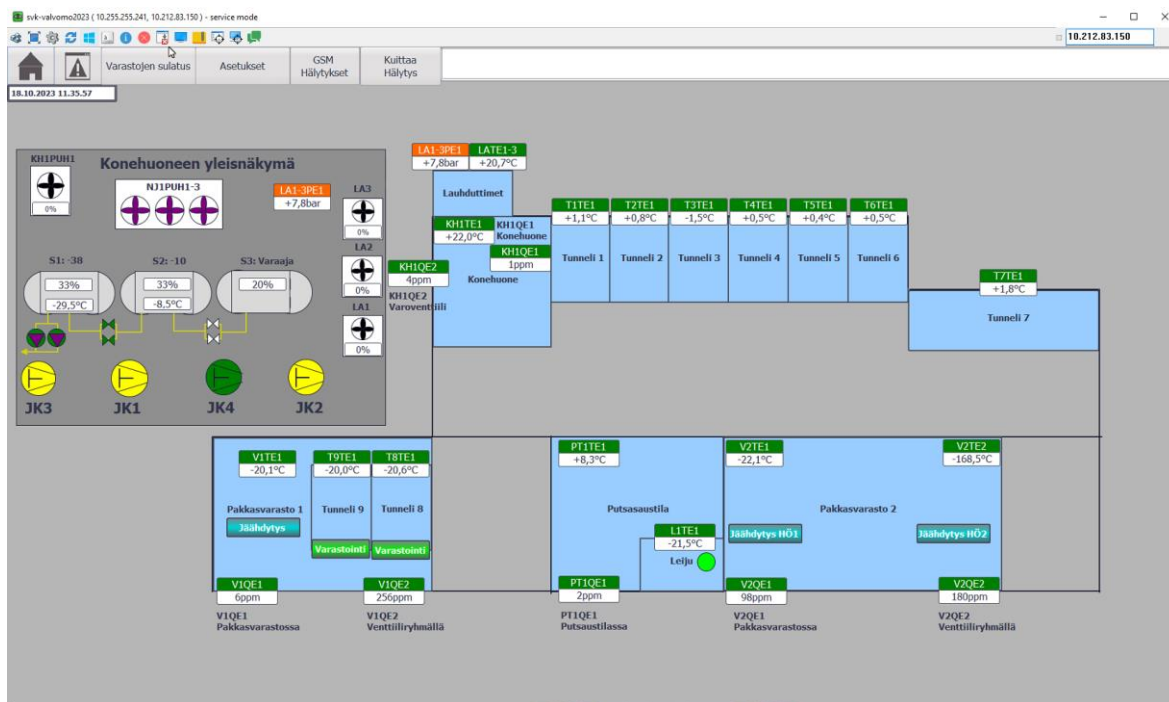 svk-valvomo2023 ( 10.255.255.241, 10.212.83.150 ) - service mode
10.212.83.150
Varastojen sulatus
Asetukset
GSM
Hälytykset
Kuittaa
Hälytys
18.10.2023 11.35.57
KH1PUH1
0%
Konehuoneen yleisnäkymä
NJ1PUH1-3
LA1-3PE1
+7,8bar
LA3
0%
LA2
0%
LA1
0%
S1: -38
33%
-29,5°C
S2: -10
33%
-8,5°C
S3: Varaaja
20%
JK3
JK1
JK4
JK2
LA1-3PE1
+7,8bar
LATE1-3
+20,7°C
Lauhduttimet
KH1TE1
+22,0°C
KH1QE1
Konehuone
KH1QE1
1ppm
KH1QE2
4ppm
KH1QE2
Varoventtiili
Konehuone
T1TE1
+1,1°C
Tunneli 1
T2TE1
+0,8°C
Tunneli 2
T3TE1
-1,5°C
Tunneli 3
T4TE1
+0,5°C
Tunneli 4
T5TE1
+0,4°C
Tunneli 5
T6TE1
+0,5°C
Tunneli 6
T7TE1
+1,8°C
Tunneli 7
V1TE1
-20,1°C
Pakkasvarasto 1
Jäähdytys
T9TE1
-20,0°C
Tunneli 9
Varastointi
T8TE1
-20,6°C
Tunneli 8
Varastointi
V1QE1
6ppm
V1QE1
Pakkasvarastossa
V1QE2
256ppm
V1QE2
Venttiiliryhmällä
PT1TE1
+8,3°C
Putsasaustila
L1TE1
-21,5°C
Leiju
PT1QE1
2ppm
PT1QE1
Putsaustilassa
V2TE1
-22,1°C
V2TE2
-168,5°C
Pakkasvarasto 2
Jäähdytys HÖ1
Jäähdytys HÖ2
V2QE1
98ppm
V2QE1
Pakkasvarastossa
V2QE2
180ppm
V2QE2
Venttiiliryhmällä